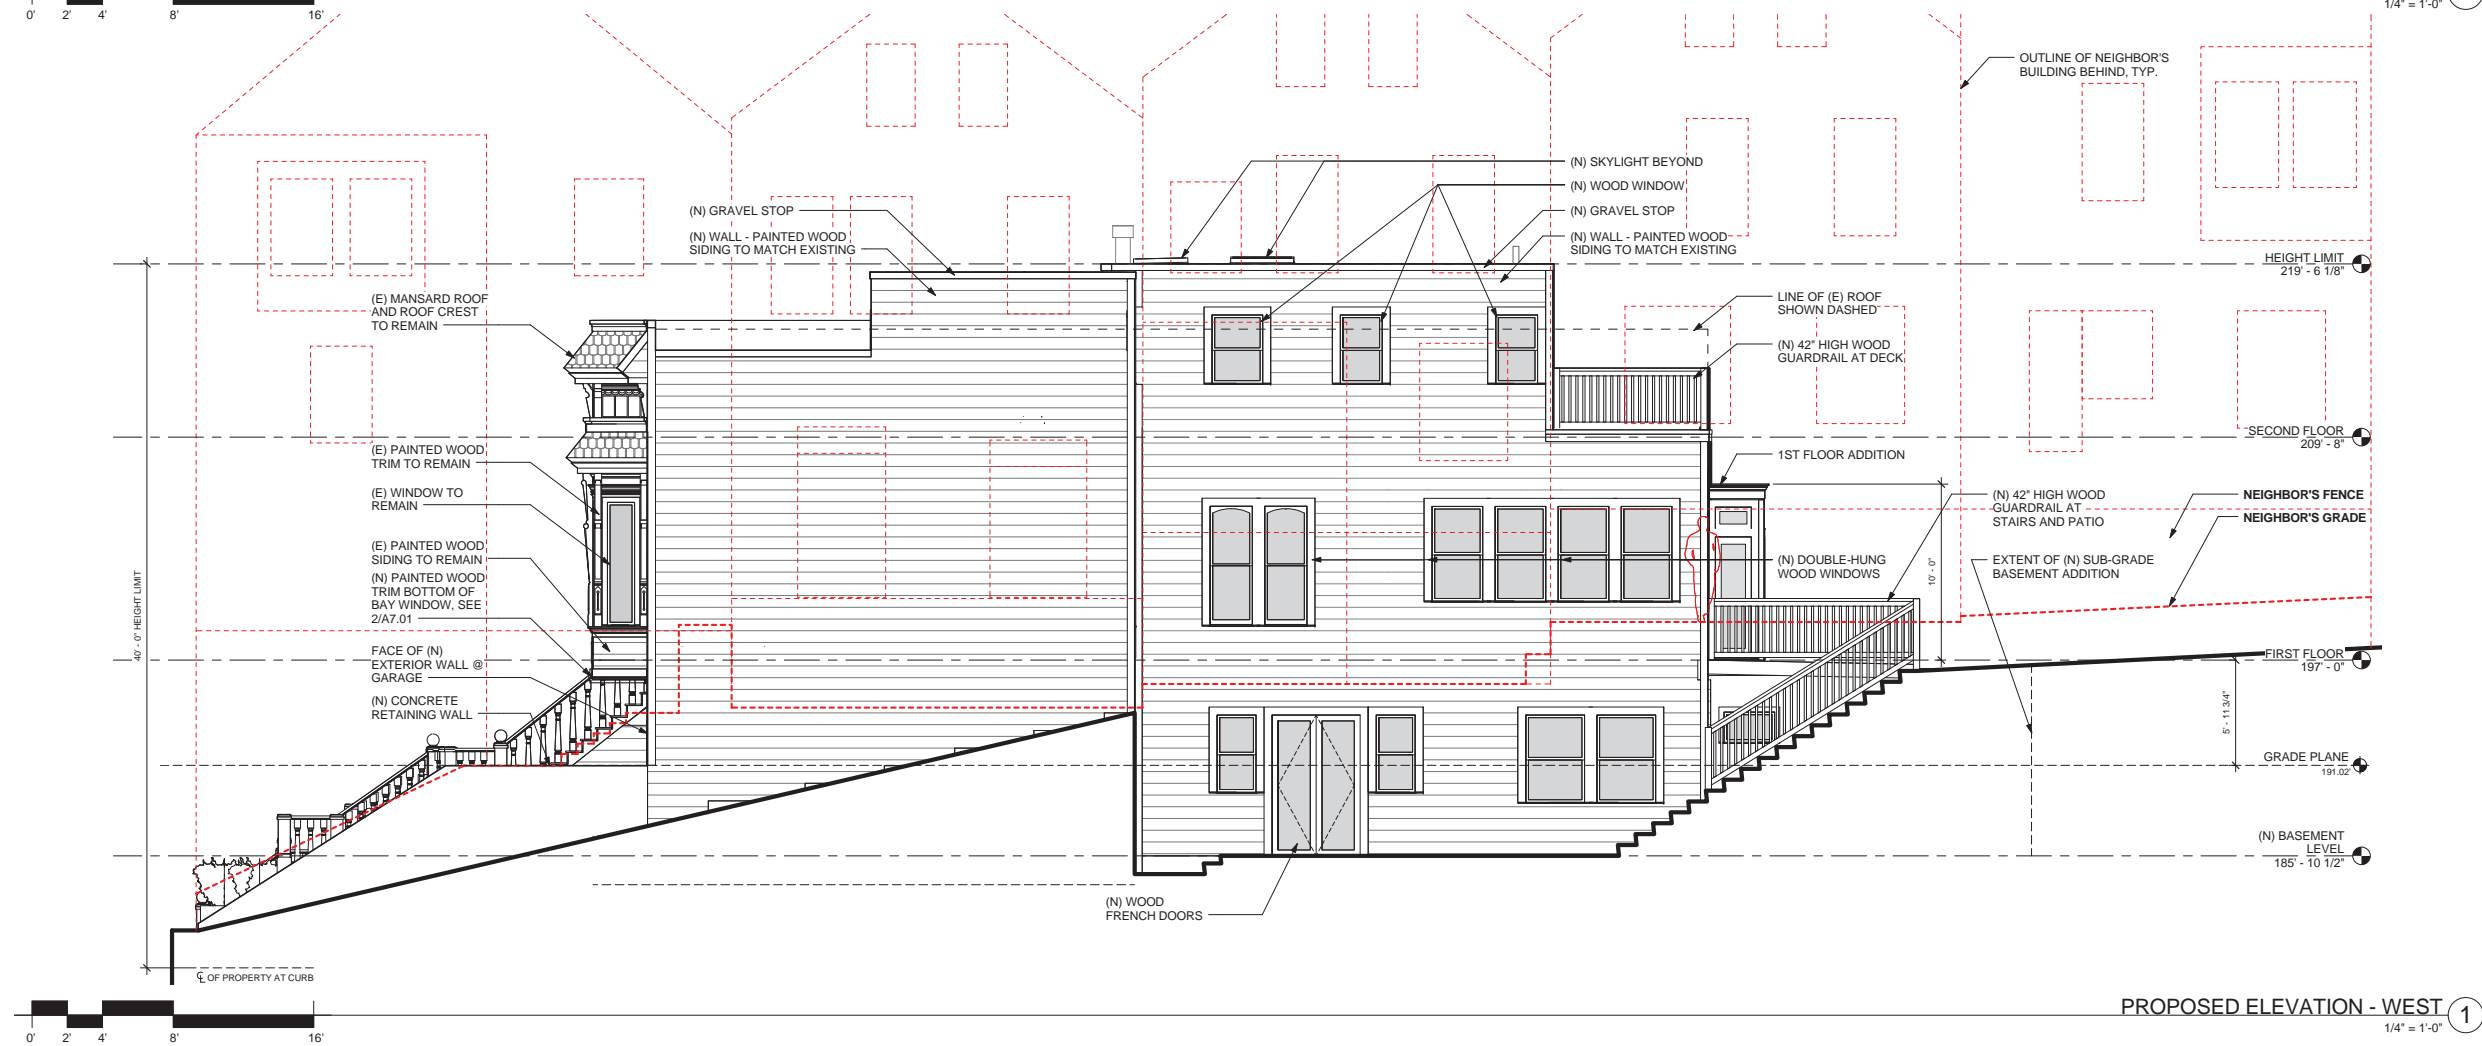 0' 2' 4' 8' 16'
1/4" = 1'-0"
OUTLINE OF NEIGHBOR'S
BUILDING BEHIND, TYP.
(N) SKYLIGHT BEYOND
(N) WOOD WINDOW
(N) GRAVEL STOP
(N) WALL - PAINTED WOOD
SIDING TO MATCH EXISTING
(N) GRAVEL STOP
(N) WALL - PAINTED WOOD
SIDING TO MATCH EXISTING
HEIGHT LIMIT
219' - 6 1/8"
(E) MANSARD ROOF
AND ROOF CREST
TO REMAIN
LINE OF (E) ROOF
SHOWN DASHED
(N) 42" HIGH WOOD
GUARDRAIL AT DECK
SECOND FLOOR
209' - 8"
(E) PAINTED WOOD
TRIM TO REMAIN
1ST FLOOR ADDITION
(E) WINDOW TO
REMAIN
(N) 42" HIGH WOOD
GUARDRAIL AT
STAIRS AND PATIO
NEIGHBOR'S FENCE
NEIGHBOR'S GRADE
(E) PAINTED WOOD
SIDING TO REMAIN
(N) DOUBLE-HUNG
WOOD WINDOWS
EXTENT OF (N) SUB-GRADE
BASEMENT ADDITION
10' - 0"
40' - 0" HEIGHT LIMIT
(N) PAINTED WOOD
TRIM BOTTOM OF
BAY WINDOW, SEE
2/A7.01
FACE OF (N)
EXTERIOR WALL @
GARAGE
FIRST FLOOR
197' - 0"
(N) CONCRETE
RETAINING WALL
5' - 11 3/4"
GRADE PLANE
191.02'
(N) BASEMENT
LEVEL
185' - 10 1/2"
(N) WOOD
FRENCH DOORS
℄ OF PROPERTY AT CURB
PROPOSED ELEVATION - WEST 1
1/4" = 1'-0"
0' 2' 4' 8' 16'